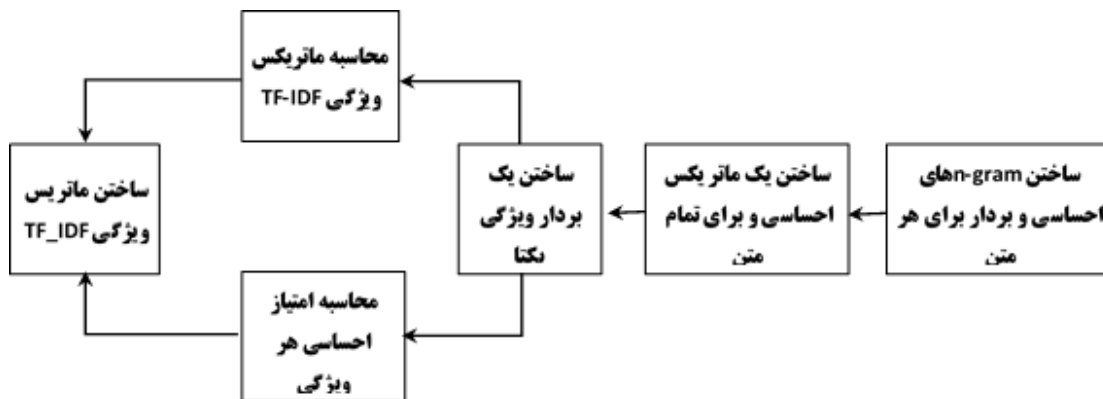 ساختن n-gramهای
احساسی و بردار برای هر
متن
ساختن یک ماتریکس
احساسی و برای تمام
متن
ساختن یک
بردار ویژگی
یکتا
محاسبه ماتریکس
ویژگی TF-IDF
محاسبه امتیاز
احساسی هر
ویژگی
ساختن ماتریس
ویژگی TF_IDF